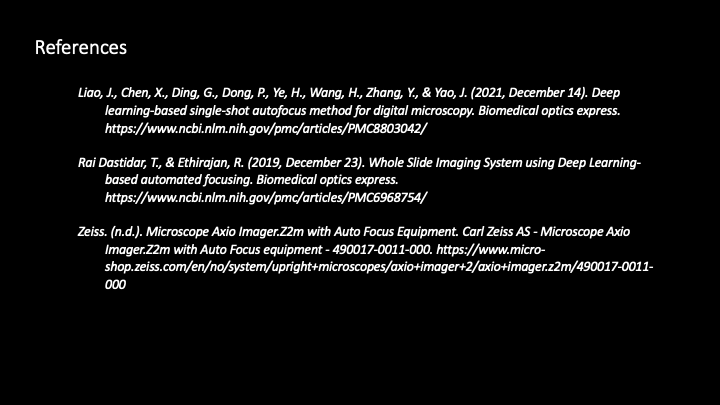 References
Liao, J., Chen, X., Ding, G., Dong, P., Ye, H., Wang, H., Zhang, Y., & Yao, J. (2021, December 14). Deep
learning-based single-shot autofocus method for digital microscopy. Biomedical optics express.
https://www.ncbi.nlm.nih.gov/pmc/articles/PMC8803042/
Rai Dastidar, T., & Ethirajan, R. (2019, December 23). Whole Slide Imaging System using Deep Learning-
based automated focusing. Biomedical optics express.
https://www.ncbi.nlm.nih.gov/pmc/articles/PMC6968754/
Zeiss. (n.d.). Microscope Axio Imager.Z2m with Auto Focus Equipment. Carl Zeiss AS - Microscope Axio
Imager.Z2m with Auto Focus equipment - 490017-0011-000. https://www.micro-
shop.zeiss.com/en/no/system/upright+microscopes/axio+imager+2/axio+imager.z2m/490017-0011-
000